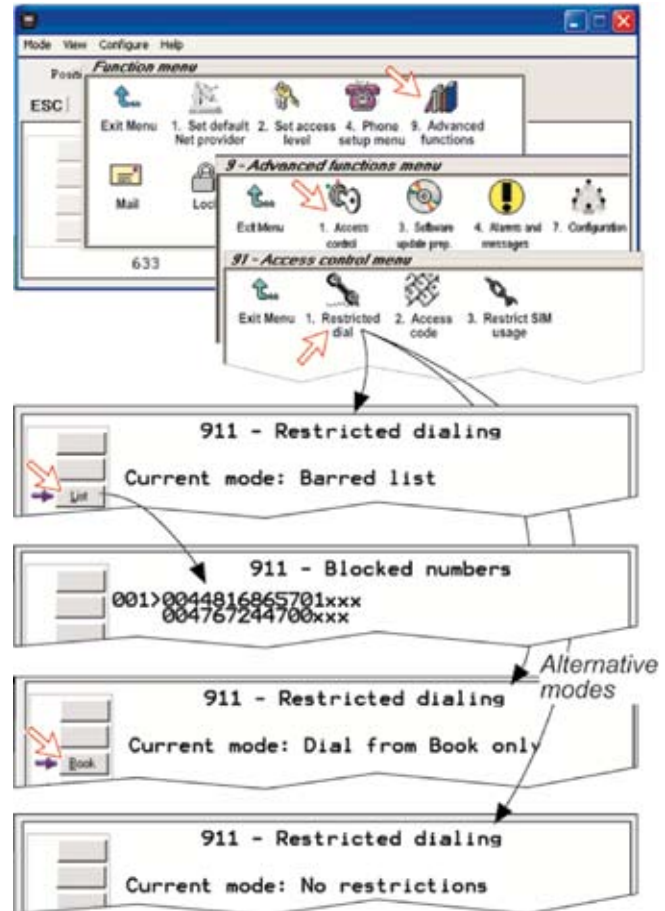 Mode View Configure Help
Function menu
ESC
Exit Menu 1. Set default Net provider 2. Set access level 4. Phone setup menu 9. Advanced functions
Mail
9 - Advanced functions menu
Exit Menu 1. Access control 3. Software update prep. 4. Alarms and messages 7. Configuration
633
91 - Access control menu
Exit Menu 1. Restricted dial 2. Access code 3. Restrict SIM usage
911 - Restricted dialing
Current mode: Barred list
List
911 - Blocked numbers
001>0044816865701xxx
004767244700xxx
Alternative
modes
911 - Restricted dialing
Current mode: Dial from Book only
Book
911 - Restricted dialing
Current mode: No restrictions